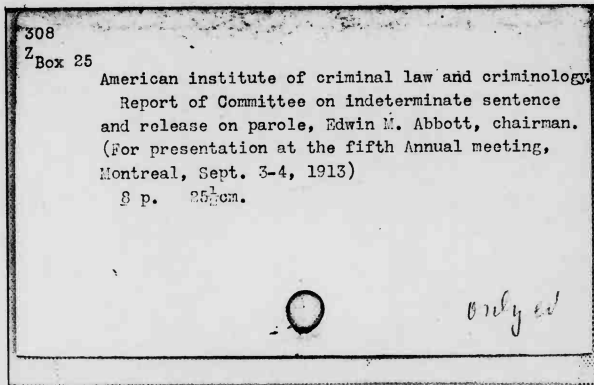 308
Z Box 25
American institute of criminal law and criminology.
Report of Committee on indeterminate sentence
and release on parole, Edwin M. Abbott, chairman.
(For presentation at the fifth Annual meeting,
Montreal, Sept. 3-4, 1913)
8 p. 25½cm.
only ed